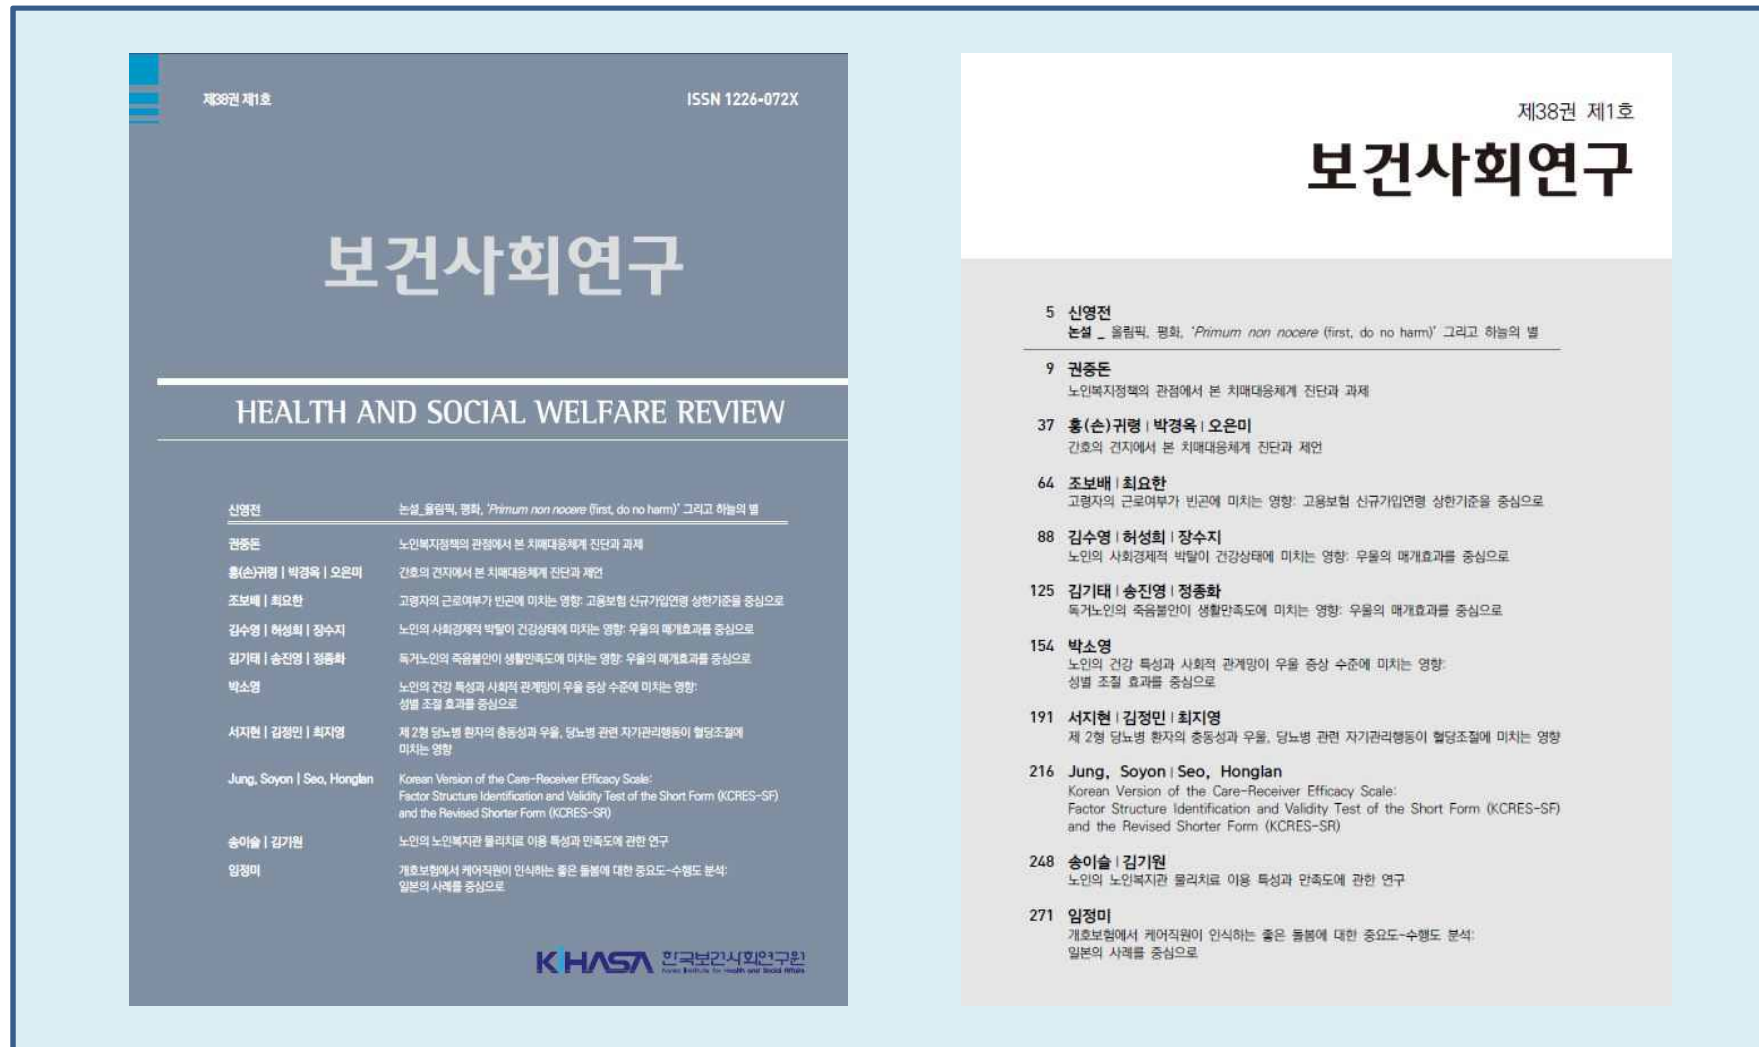 제38권 제1호
ISSN 1226-072X
보건사회연구
HEALTH AND SOCIAL WELFARE REVIEW
신영전 논설_올림픽, 평화, ‘Primum non nocere (first, do no harm)’ 그리고 하늘의 별
권중돈 노인복지정책의 관점에서 본 치매대응체계 진단과 과제
홍(손)귀령 | 박경옥 | 오은미 간호의 견지에서 본 치매대응체계 진단과 제언
조보배 | 최요한 고령자의 근로여부가 빈곤에 미치는 영향: 고용보험 신규가입연령 상한기준을 중심으로
김수영 | 허성희 | 장수지 노인의 사회경제적 박탈이 건강상태에 미치는 영향: 우울의 매개효과를 중심으로
김기태 | 송진영 | 정종화 독거노인의 죽음불안이 생활만족도에 미치는 영향: 우울의 매개효과를 중심으로
박소영 노인의 건강 특성과 사회적 관계망이 우울 증상 수준에 미치는 영향:
성별 조절 효과를 중심으로
서지현 | 김정민 | 최지영 제 2형 당뇨병 환자의 충동성과 우울, 당뇨병 관련 자기관리행동이 혈당조절에
미치는 영향
Jung, Soyon | Seo, Honglan Korean Version of the Care-Receiver Efficacy Scale:
Factor Structure Identification and Validity Test of the Short Form (KCRES-SF)
and the Revised Shorter Form (KCRES-SR)
송이슬 | 김기원 노인의 노인복지관 물리치료 이용 특성과 만족도에 관한 연구
임정미 개호보험에서 케어직원이 인식하는 좋은 돌봄에 대한 중요도-수행도 분석:
일본의 사례를 중심으로
KIHASA 한국보건사회연구원
Korea Institute for Health and Social Affairs
제38권 제1호
보건사회연구
5 신영전
논설 _ 올림픽, 평화, ‘Primum non nocere (first, do no harm)’ 그리고 하늘의 별
9 권중돈
노인복지정책의 관점에서 본 치매대응체계 진단과 과제
37 홍(손)귀령 | 박경옥 | 오은미
간호의 견지에서 본 치매대응체계 진단과 제언
64 조보배 | 최요한
고령자의 근로여부가 빈곤에 미치는 영향: 고용보험 신규가입연령 상한기준을 중심으로
88 김수영 | 허성희 | 장수지
노인의 사회경제적 박탈이 건강상태에 미치는 영향: 우울의 매개효과를 중심으로
125 김기태 | 송진영 | 정종화
독거노인의 죽음불안이 생활만족도에 미치는 영향: 우울의 매개효과를 중심으로
154 박소영
노인의 건강 특성과 사회적 관계망이 우울 증상 수준에 미치는 영향:
성별 조절 효과를 중심으로
191 서지현 | 김정민 | 최지영
제 2형 당뇨병 환자의 충동성과 우울, 당뇨병 관련 자기관리행동이 혈당조절에 미치는 영향
216 Jung, Soyon | Seo, Honglan
Korean Version of the Care-Receiver Efficacy Scale:
Factor Structure Identification and Validity Test of the Short Form (KCRES-SF)
and the Revised Shorter Form (KCRES-SR)
248 송이슬 | 김기원
노인의 노인복지관 물리치료 이용 특성과 만족도에 관한 연구
271 임정미
개호보험에서 케어직원이 인식하는 좋은 돌봄에 대한 중요도-수행도 분석:
일본의 사례를 중심으로